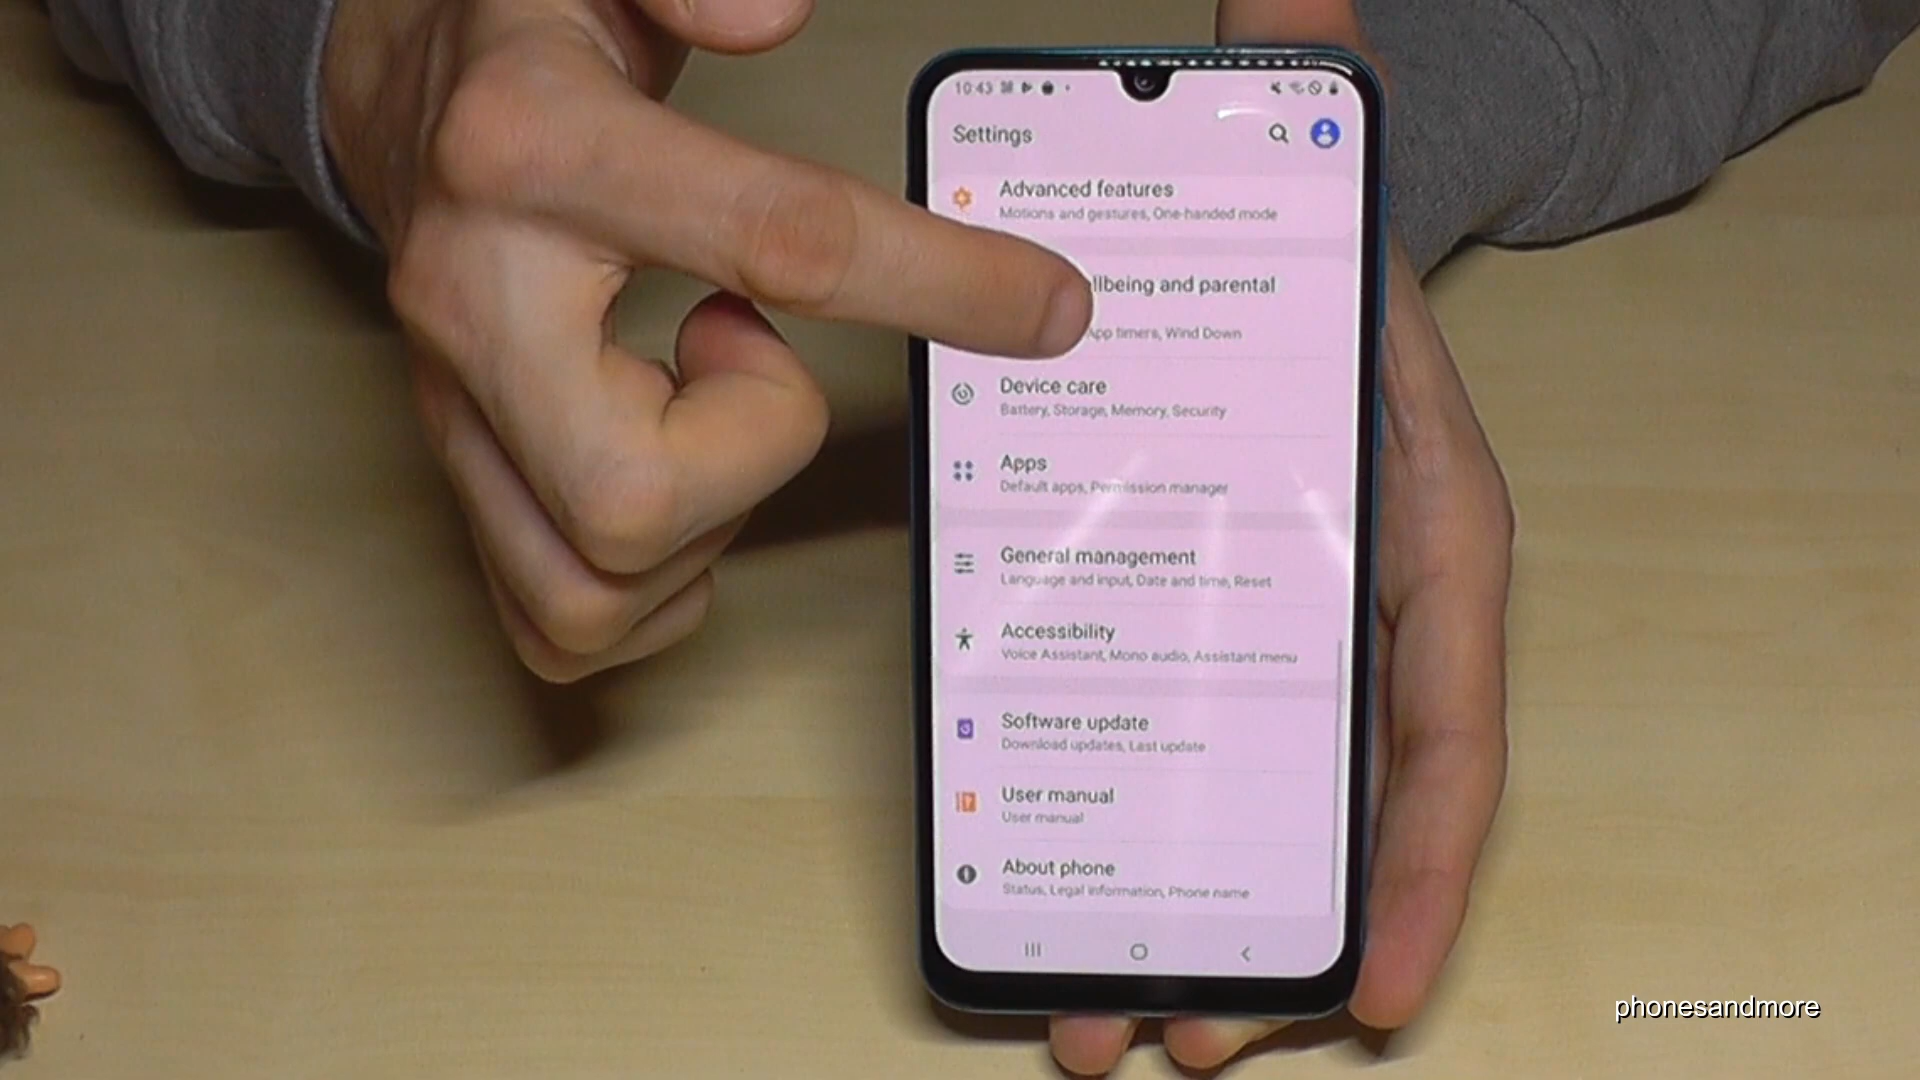 10:43
Settings
Advanced features
Motions and gestures, One-handed mode
llbeing and parental
App timers, Wind Down
Device care
Battery, Storage, Memory, Security
Apps
Default apps, Permission manager
General management
Language and input, Date and time, Reset
Accessibility
Voice Assistant, Mono audio, Assistant menu
Software update
Download updates, Last update
User manual
User manual
About phone
Status, Legal information, Phone name
phonesandmore